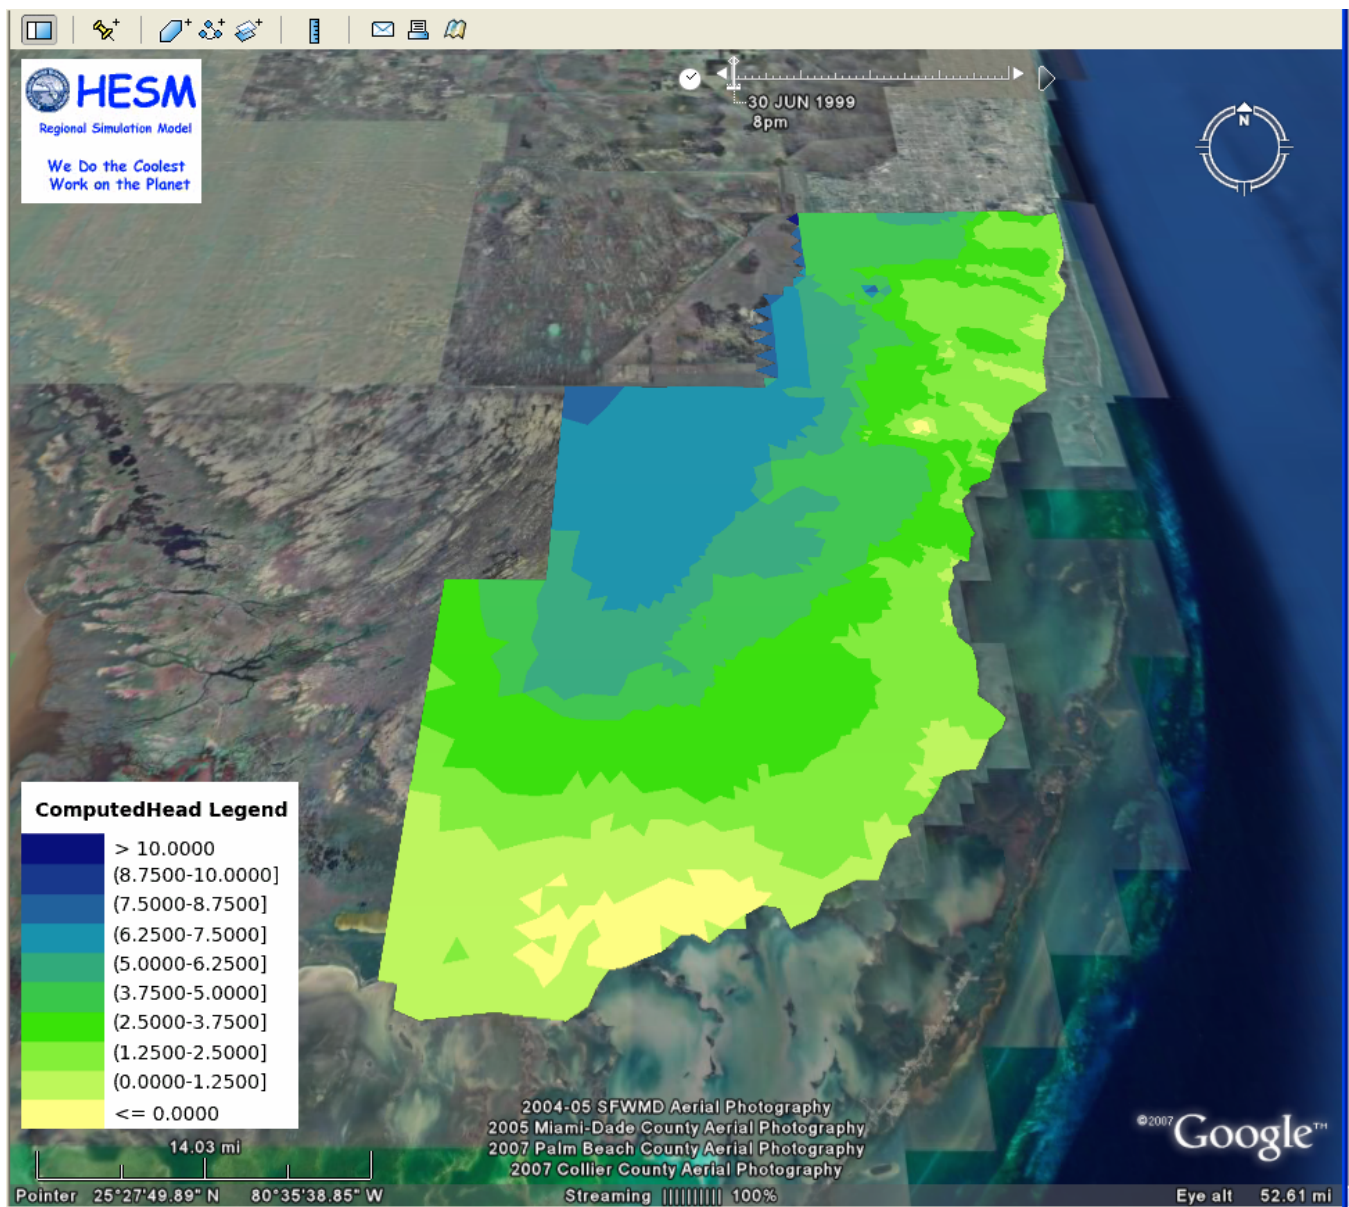 HESM
Regional Simulation Model
We Do the Coolest
Work on the Planet
30 JUN 1999
8pm
N
ComputedHead Legend
> 10.0000
(8.7500-10.0000]
(7.5000-8.7500]
(6.2500-7.5000]
(5.0000-6.2500]
(3.7500-5.0000]
(2.5000-3.7500]
(1.2500-2.5000]
(0.0000-1.2500]
<= 0.0000
14.03 mi
2004-05 SFWMD Aerial Photography
2005 Miami-Dade County Aerial Photography
2007 Palm Beach County Aerial Photography
2007 Collier County Aerial Photography
©2007 Google™
Pointer 25°27'49.89" N 80°35'38.85" W Streaming |||||||||| 100% Eye alt 52.61 mi